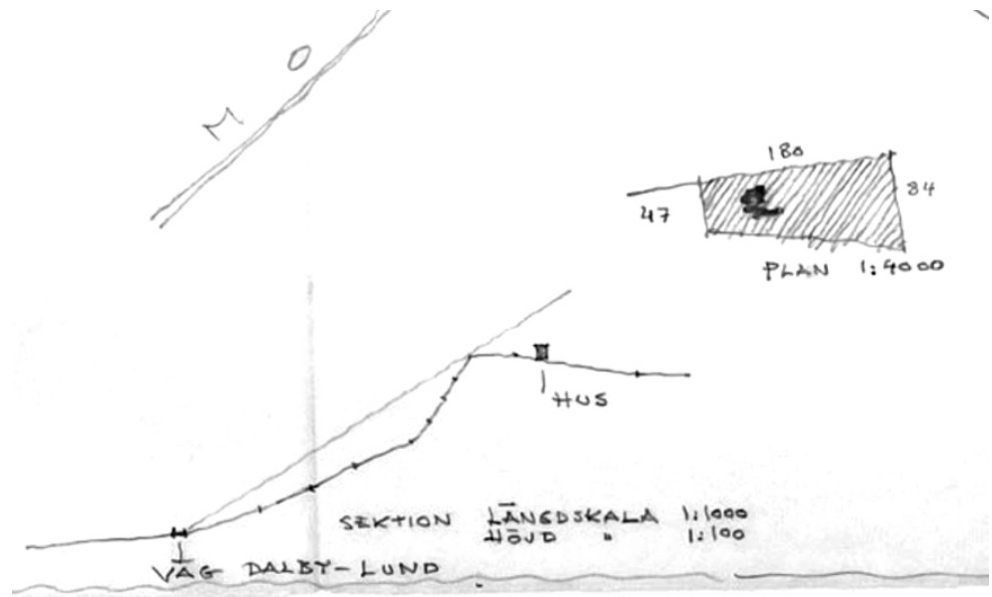 M O
180
84
47
PLAN 1:4000
HUS
SEKTION LÄNGDSKALA 1:1000
HÖJD " 1:100
VÄG DALBY-LUND